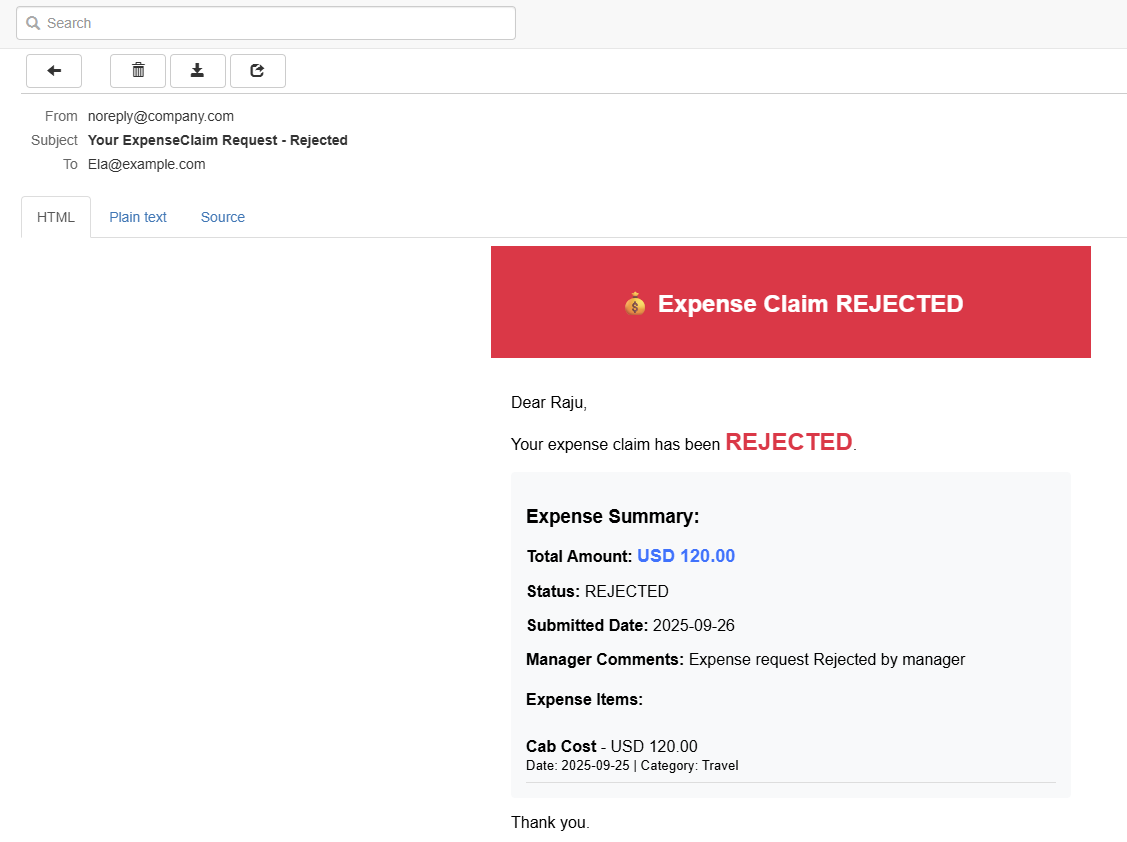 Search
From noreply@company.com
Subject Your ExpenseClaim Request - Rejected
To Ela@example.com
HTML Plain text Source
💰 Expense Claim REJECTED
Dear Raju,
Your expense claim has been REJECTED.
Expense Summary:
Total Amount: USD 120.00
Status: REJECTED
Submitted Date: 2025-09-26
Manager Comments: Expense request Rejected by manager
Expense Items:
Cab Cost - USD 120.00
Date: 2025-09-25 | Category: Travel
Thank you.